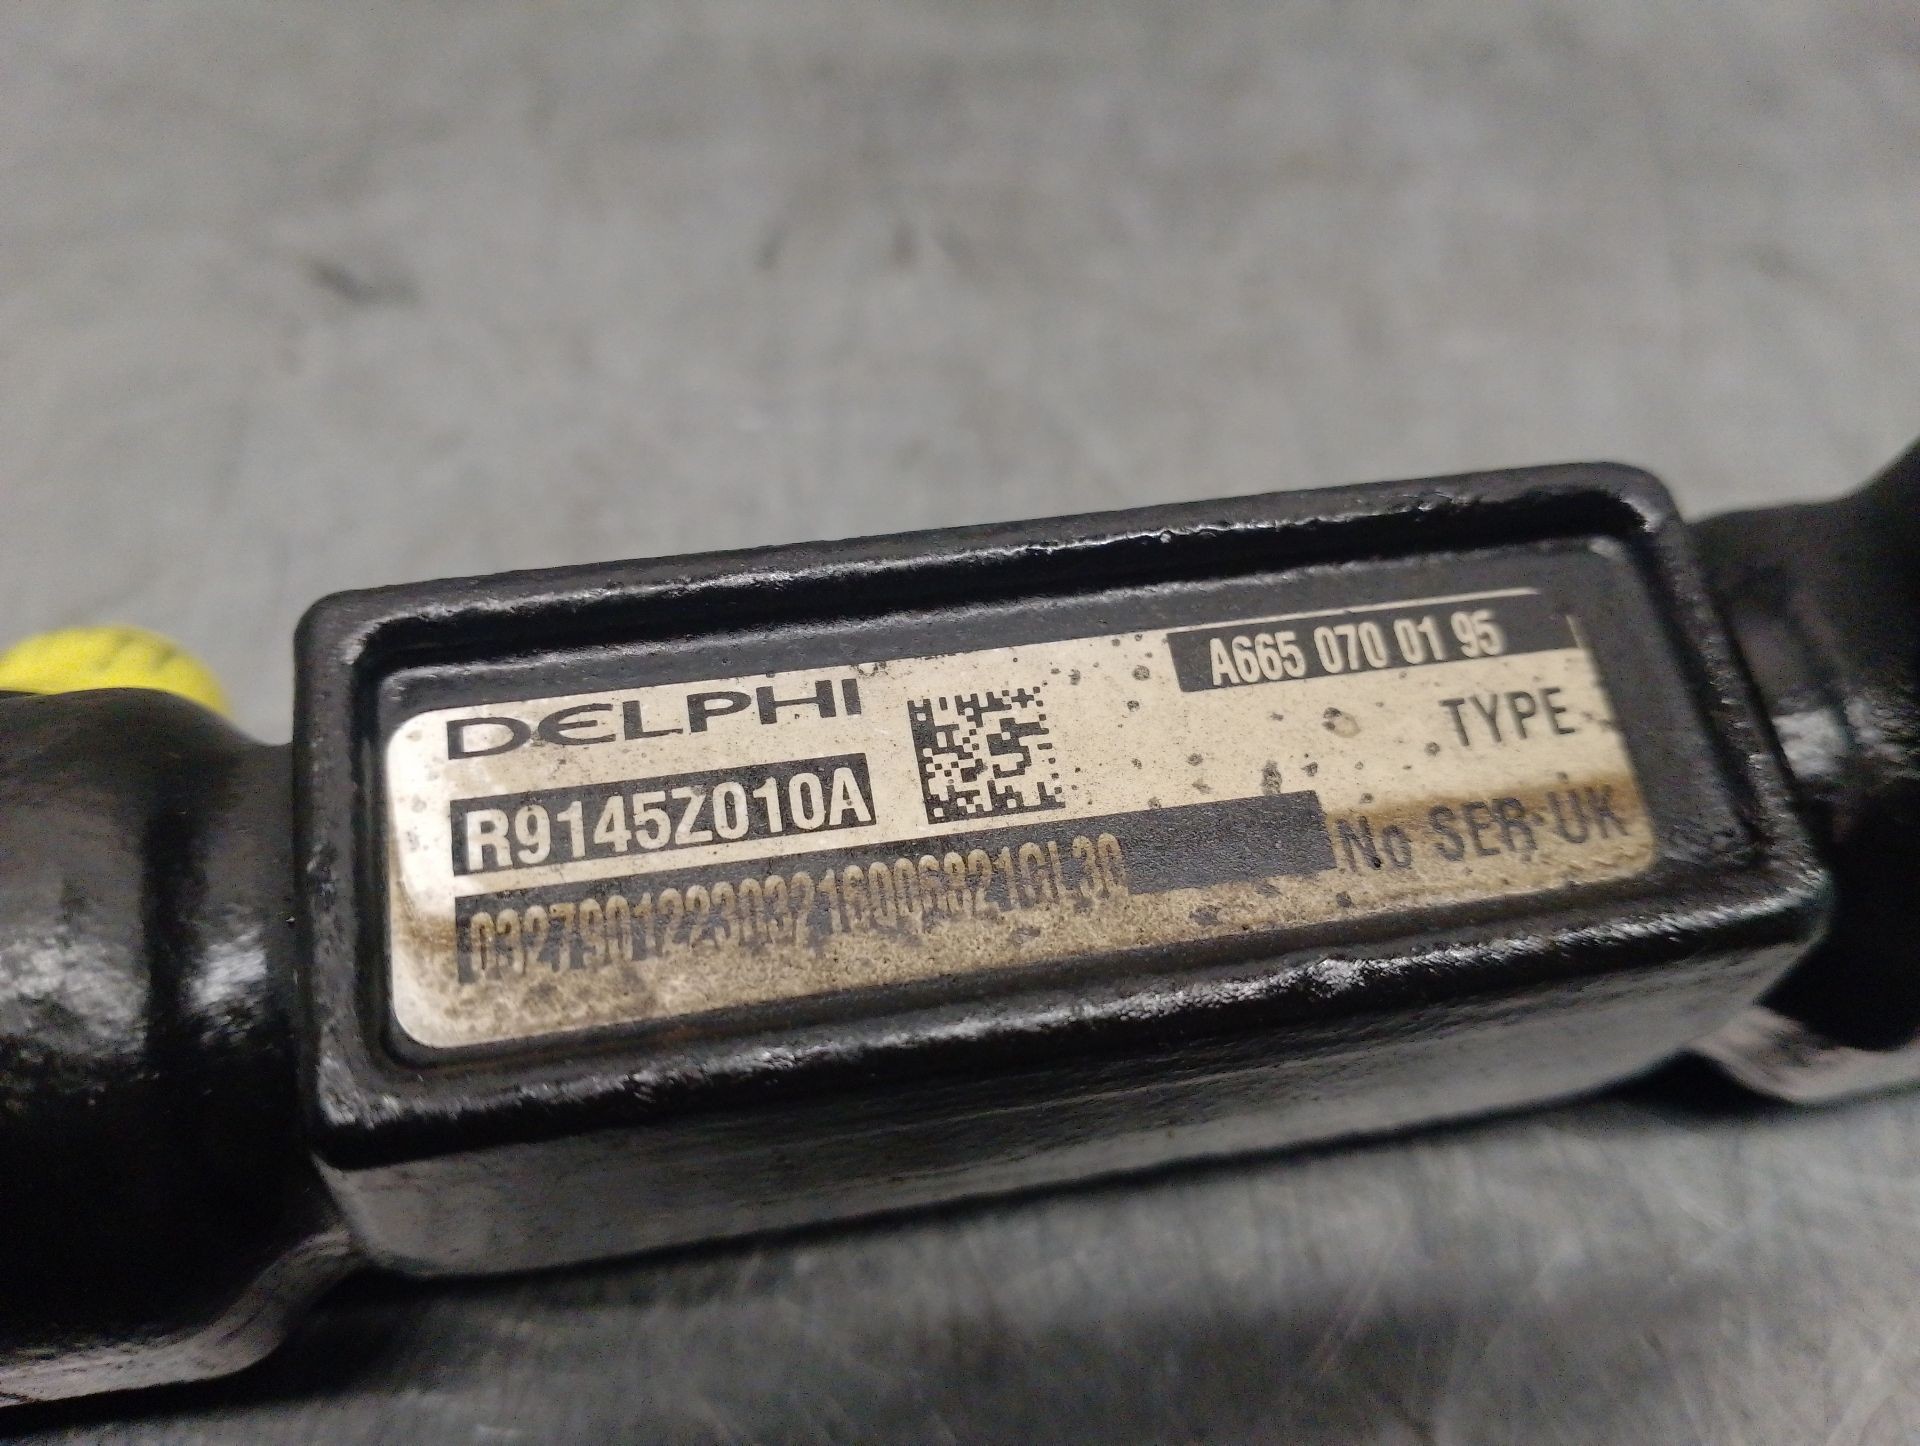 DELPHI
A665 070 01 95
R9145Z010A
TYPE
No SER-UK